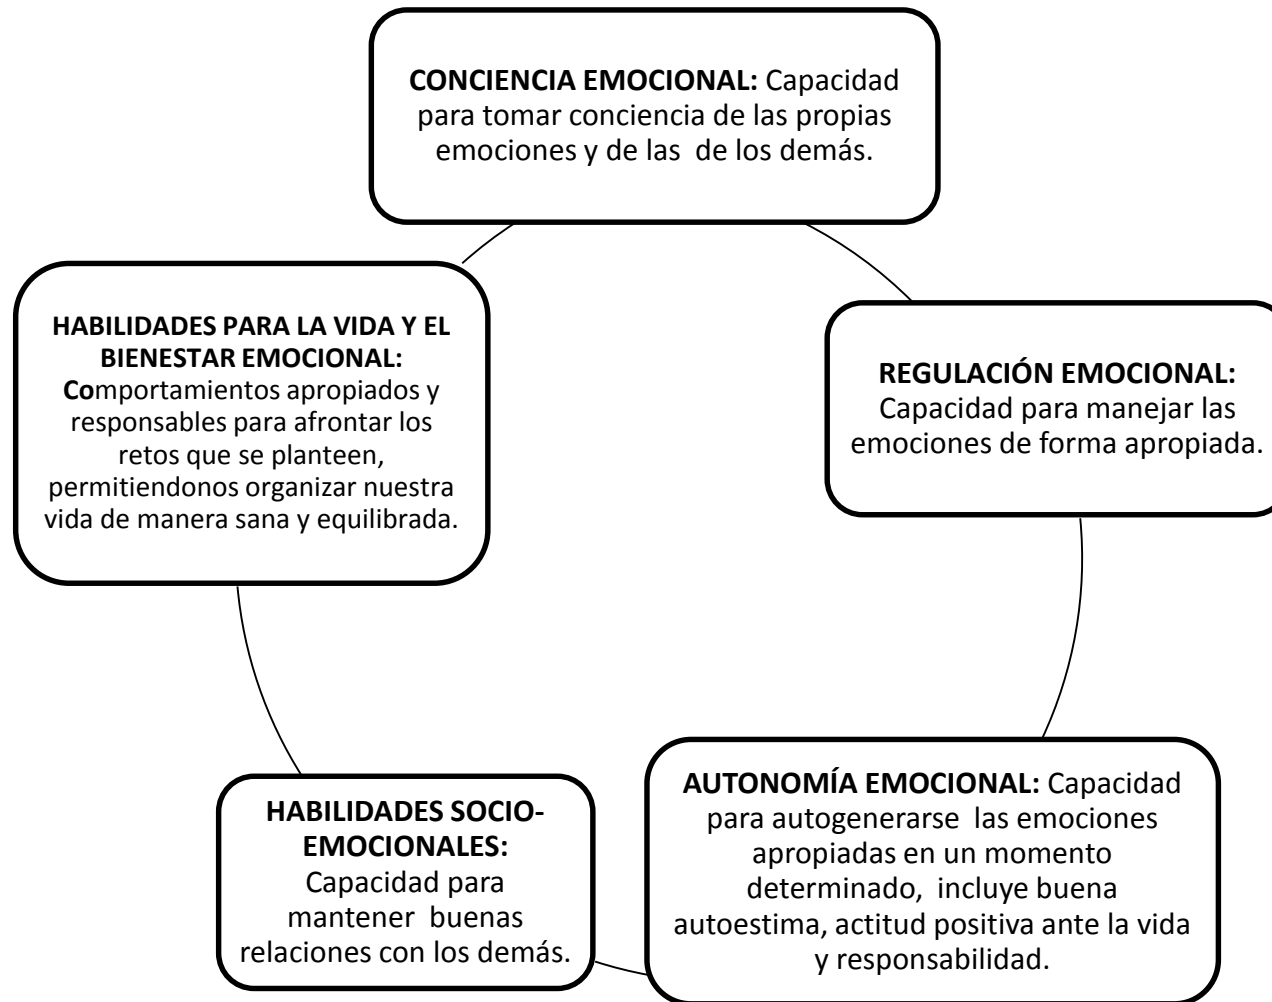 CONCIENCIA EMOCIONAL: Capacidad
para tomar conciencia de las propias
emociones y de las  de los demás.
REGULACIÓN EMOCIONAL:
Capacidad para manejar las
emociones de forma apropiada.
AUTONOMÍA EMOCIONAL: Capacidad
para autogenerarse  las emociones
apropiadas en un momento
determinado,  incluye buena
autoestima, actitud positiva ante la vida
y responsabilidad.
HABILIDADES SOCIO-
EMOCIONALES:
Capacidad para
mantener  buenas
relaciones con los demás.
HABILIDADES PARA LA VIDA Y EL
BIENESTAR EMOCIONAL:
Comportamientos apropiados y
responsables para afrontar los
retos que se planteen,
permitiendonos organizar nuestra
vida de manera sana y equilibrada.